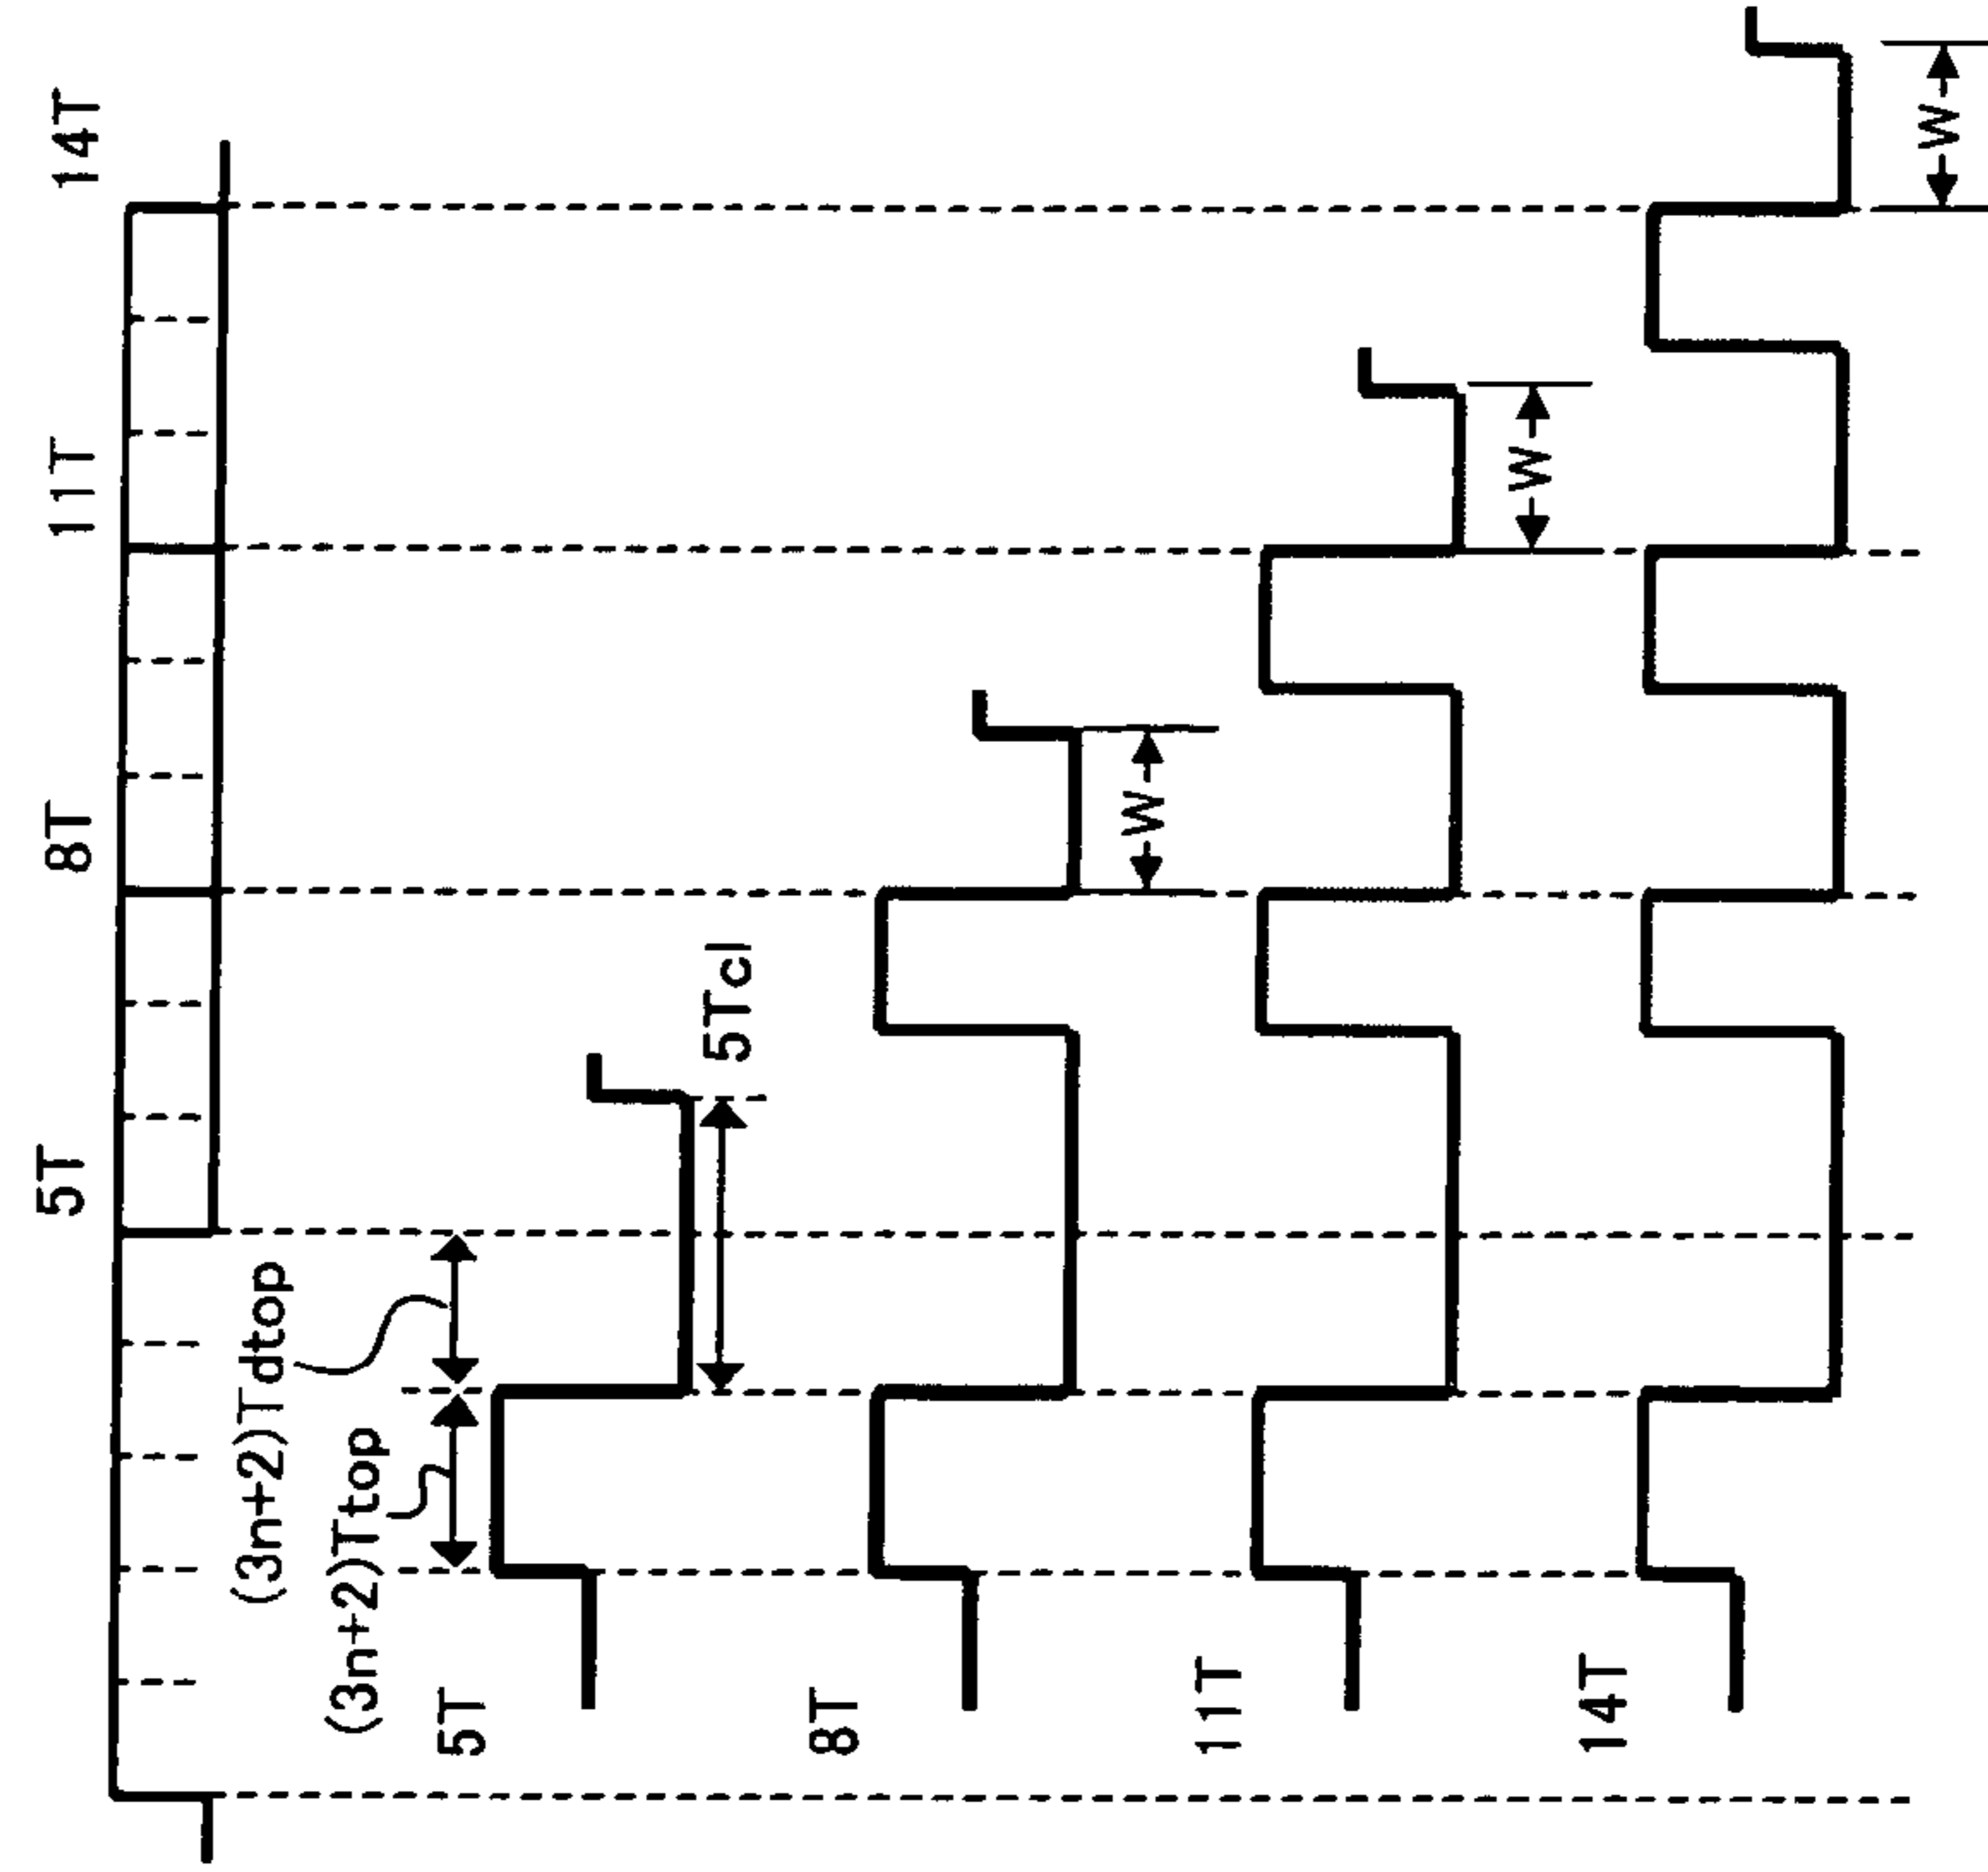 5T 8T 11T 14T
(3n+2)Tdtop
(3n+2)Ttop
5T
5Tcl
8T
W
11T
W
14T
W